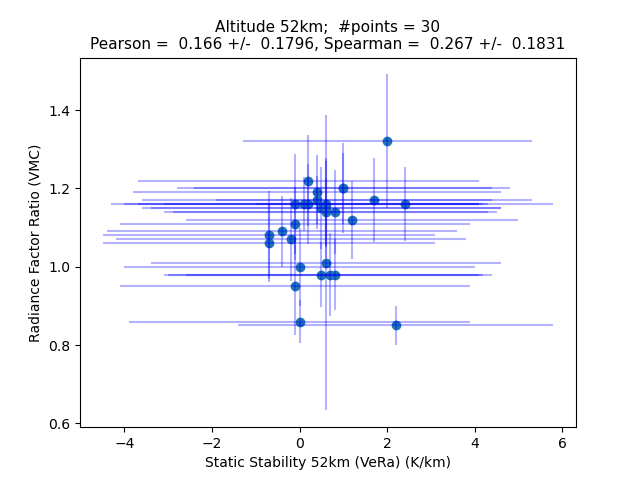 Altitude 52km;  #points = 30
Pearson =  0.166 +/-  0.1796, Spearman =  0.267 +/-  0.1831
Radiance Factor Ratio (VMC)
1.4
1.2
1.0
0.8
0.6
−4 −2 0 2 4 6
Static Stability 52km (VeRa) (K/km)